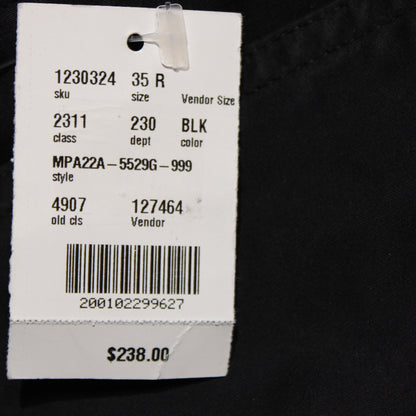 1230324 35 R
sku size Vendor Size
2311 230 BLK
class dept color
MPA22A-5529G-999
style
4907 127464
old cls Vendor
200102299627
$238.00